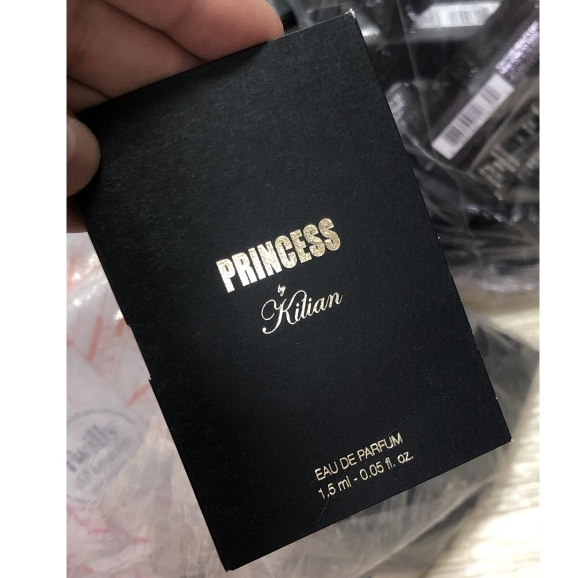 PRINCESS
by
Kilian
EAU DE PARFUM
1,5 ml - 0.05 fl. oz.